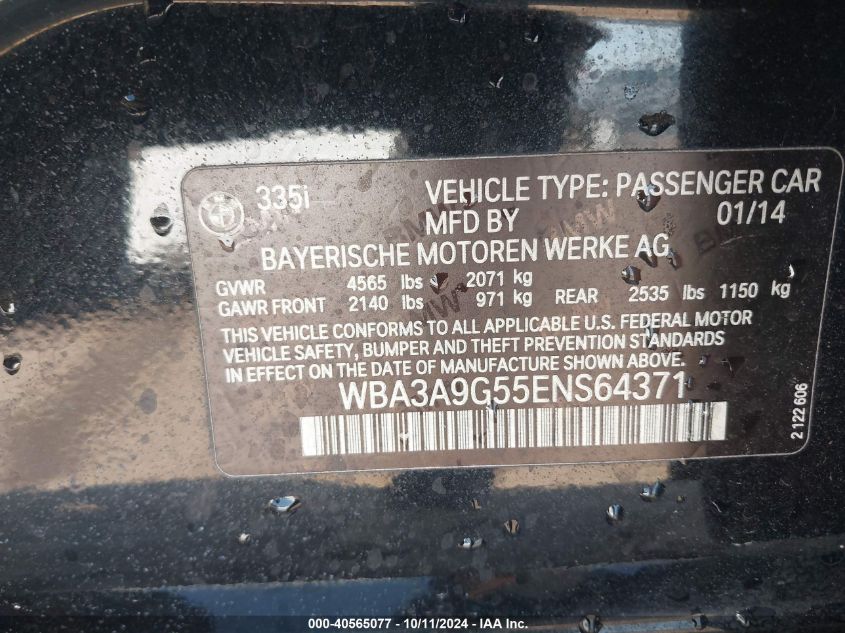 335i VEHICLE TYPE: PASSENGER CAR
MFD BY 01/14
BAYERISCHE MOTOREN WERKE AG
GVWR 4565 lbs 2071 kg
GAWR FRONT 2140 lbs 971 kg REAR 2535 lbs 1150 kg
THIS VEHICLE CONFORMS TO ALL APPLICABLE U.S. FEDERAL MOTOR
VEHICLE SAFETY, BUMPER AND THEFT PREVENTION STANDARDS
IN EFFECT ON THE DATE OF MANUFACTURE SHOWN ABOVE.
WBA3A9G55ENS64371
2 122 606
000-40565077 - 10/11/2024 - IAA Inc.